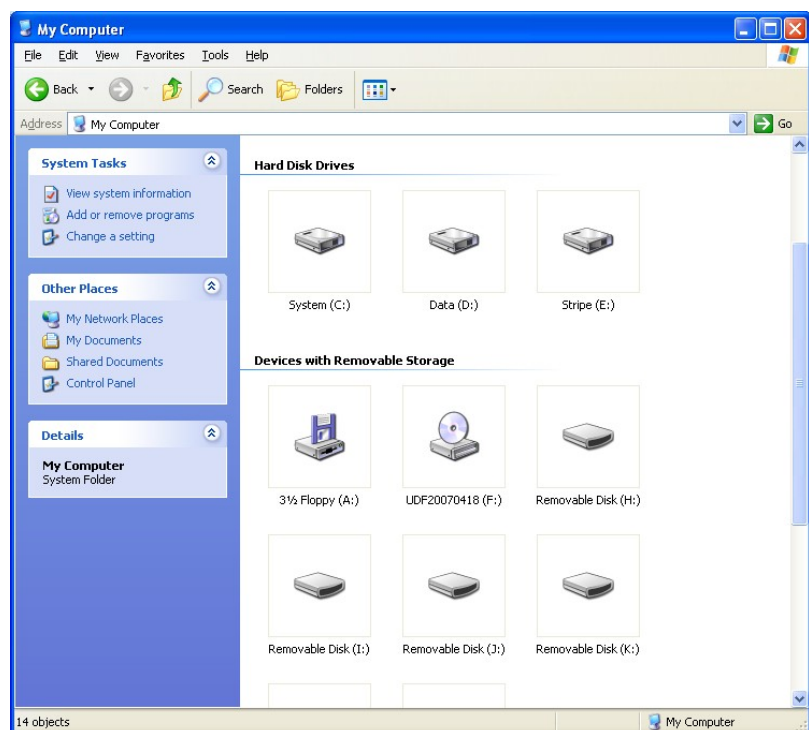 My Computer
File Edit View Favorites Tools Help
Back Search Folders
Address My Computer Go
System Tasks
View system information
Add or remove programs
Change a setting
Other Places
My Network Places
My Documents
Shared Documents
Control Panel
Details
My Computer
System Folder
Hard Disk Drives
System (C:) Data (D:) Stripe (E:)
Devices with Removable Storage
3½ Floppy (A:) UDF20070418 (F:) Removable Disk (H:)
Removable Disk (I:) Removable Disk (J:) Removable Disk (K:)
14 objects My Computer